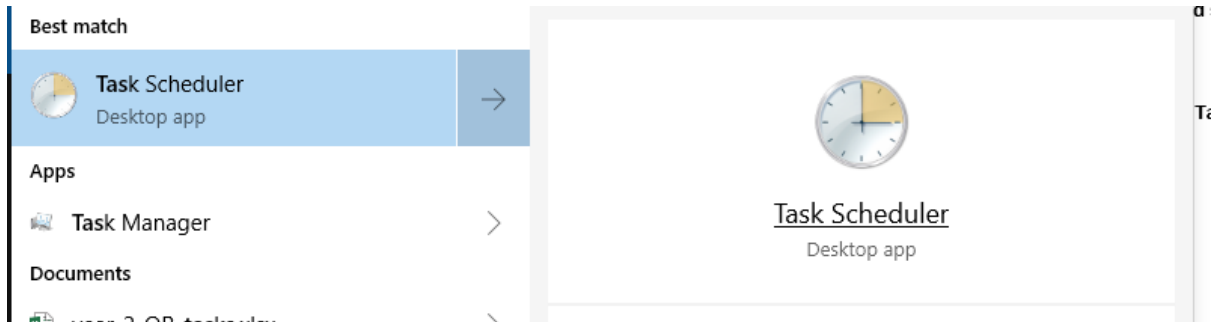 Best match
Task Scheduler
Desktop app
Apps
Task Manager
Documents
Task Scheduler
Desktop app